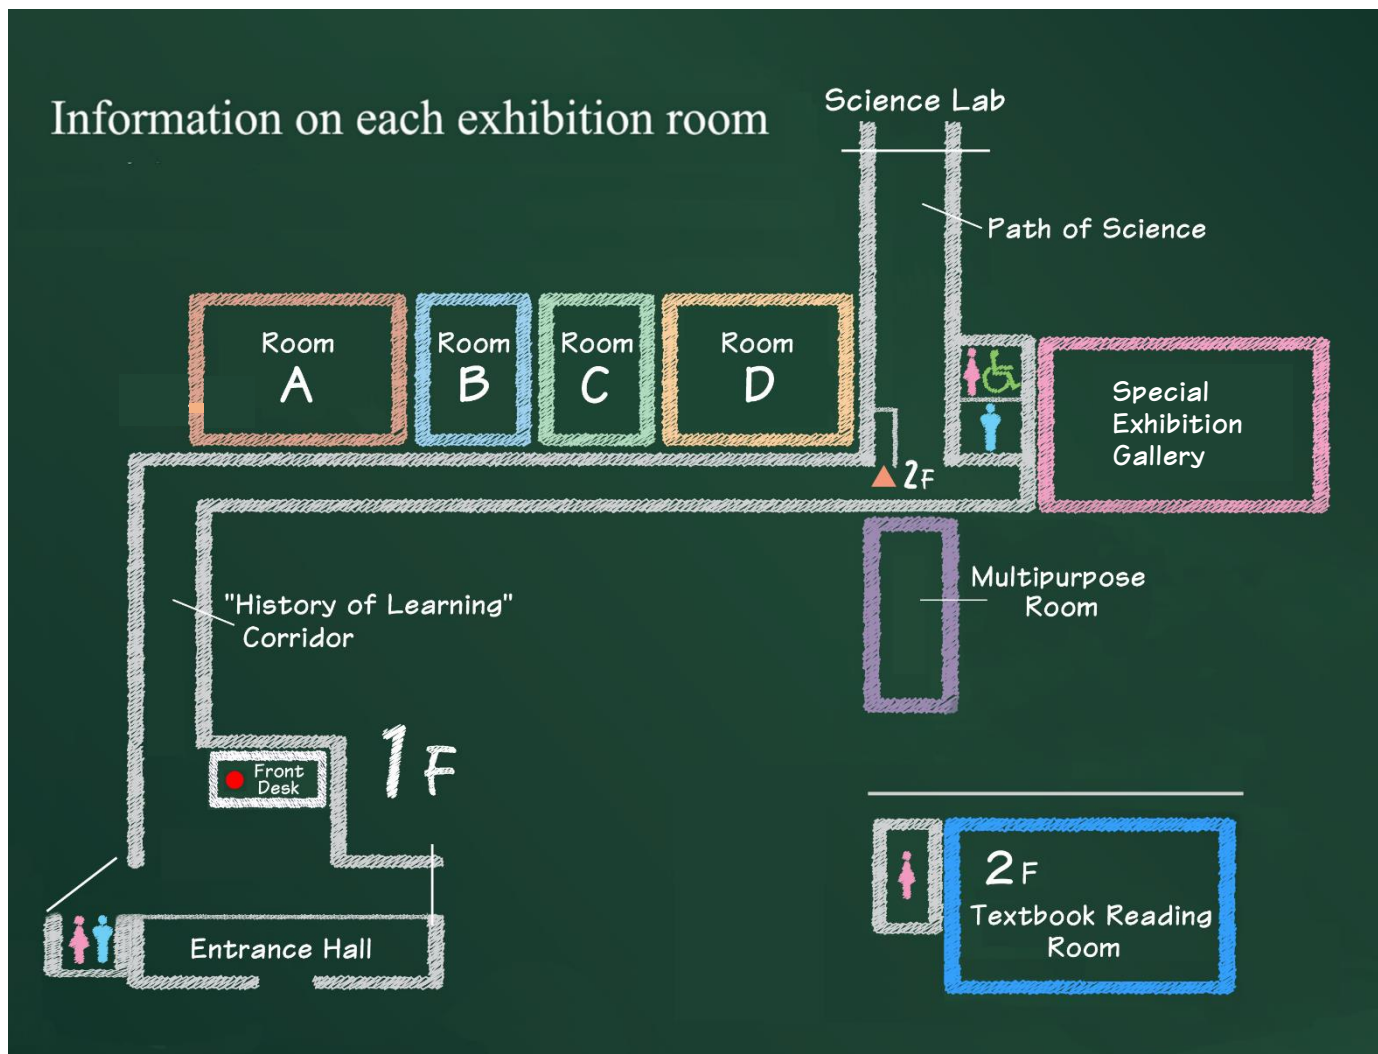 Information on each exhibition room
Science Lab
Path of Science
Room
A
Room
B
Room
C
Room
D
Special
Exhibition
Gallery
2F
Multipurpose
Room
"History of Learning"
Corridor
1F
Front
Desk
Entrance Hall
2F
Textbook Reading
Room